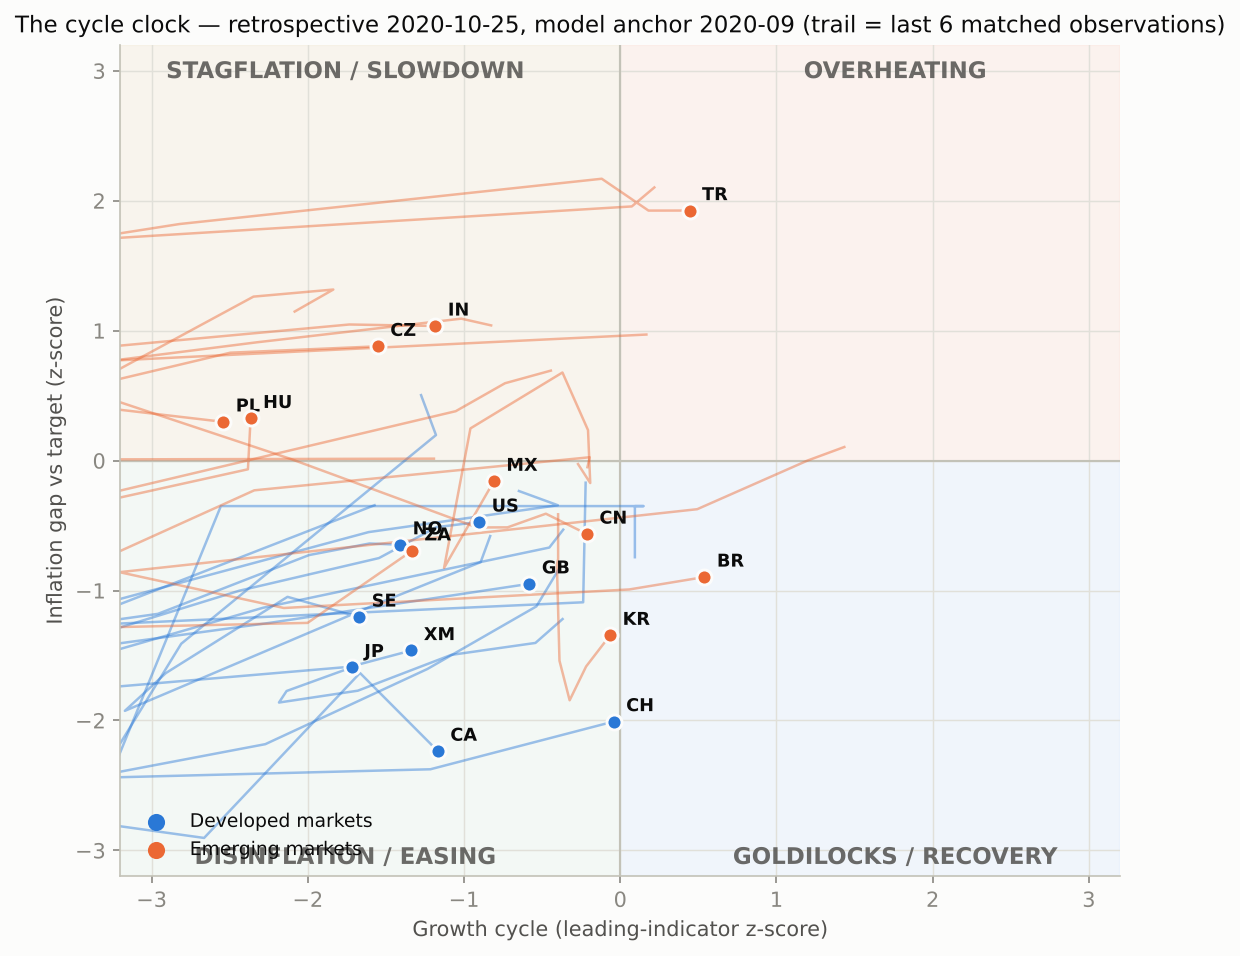 The cycle clock — retrospective 2020-10-25, model anchor 2020-09 (trail = last 6 matched observations)
STAGFLATION / SLOWDOWN
OVERHEATING
3
2
1
0
−1
−2
−3
Inflation gap vs target (z-score)
TR
IN
CZ
PL
HU
MX
US
CN
NO
ZA
BR
GB
SE
KR
XM
JP
CH
CA
Developed markets
Emerging markets
DISINFLATION / EASING
GOLDILOCKS / RECOVERY
−3
−2
−1
0
1
2
3
Growth cycle (leading-indicator z-score)